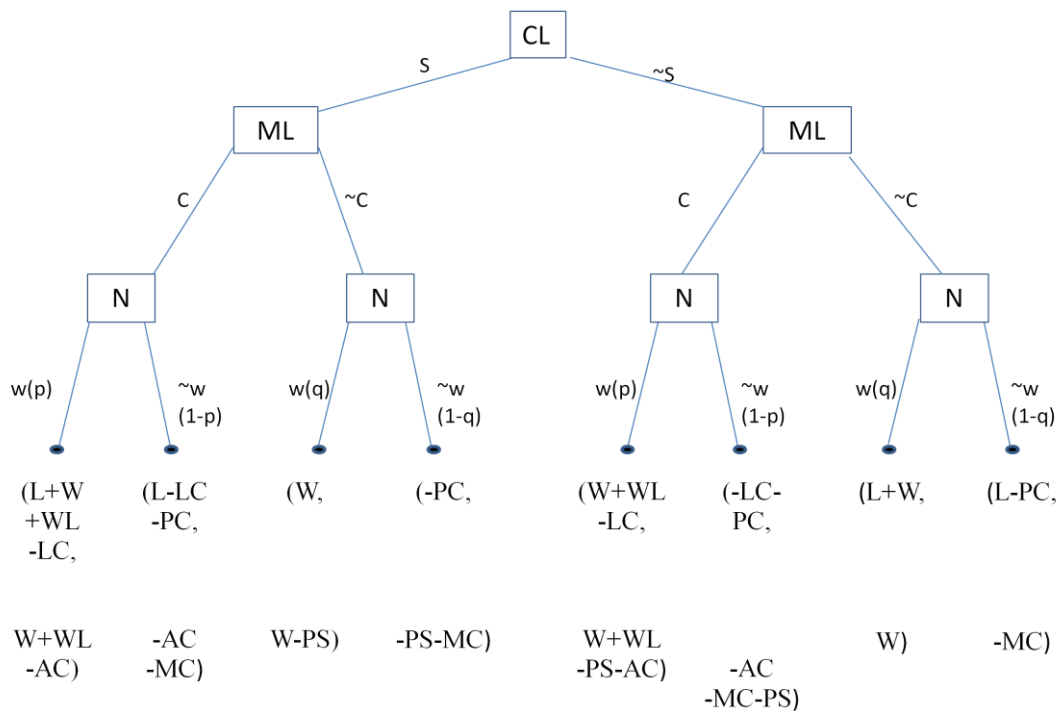 CL
S
~S
ML
ML
C
~C
C
~C
N
N
N
N
w(p)
~w
(1-p)
w(q)
~w
(1-q)
w(p)
~w
(1-p)
w(q)
~w
(1-q)
(L+W
+WL
-LC,
(L-LC
-PC,
(W,
(-PC,
(W+WL
-LC,
(-LC-
PC,
(L+W,
(L-PC,
W+WL
-AC)
-AC
-MC)
W-PS)
-PS-MC)
W+WL
-PS-AC)
-AC
-MC-PS)
W)
-MC)